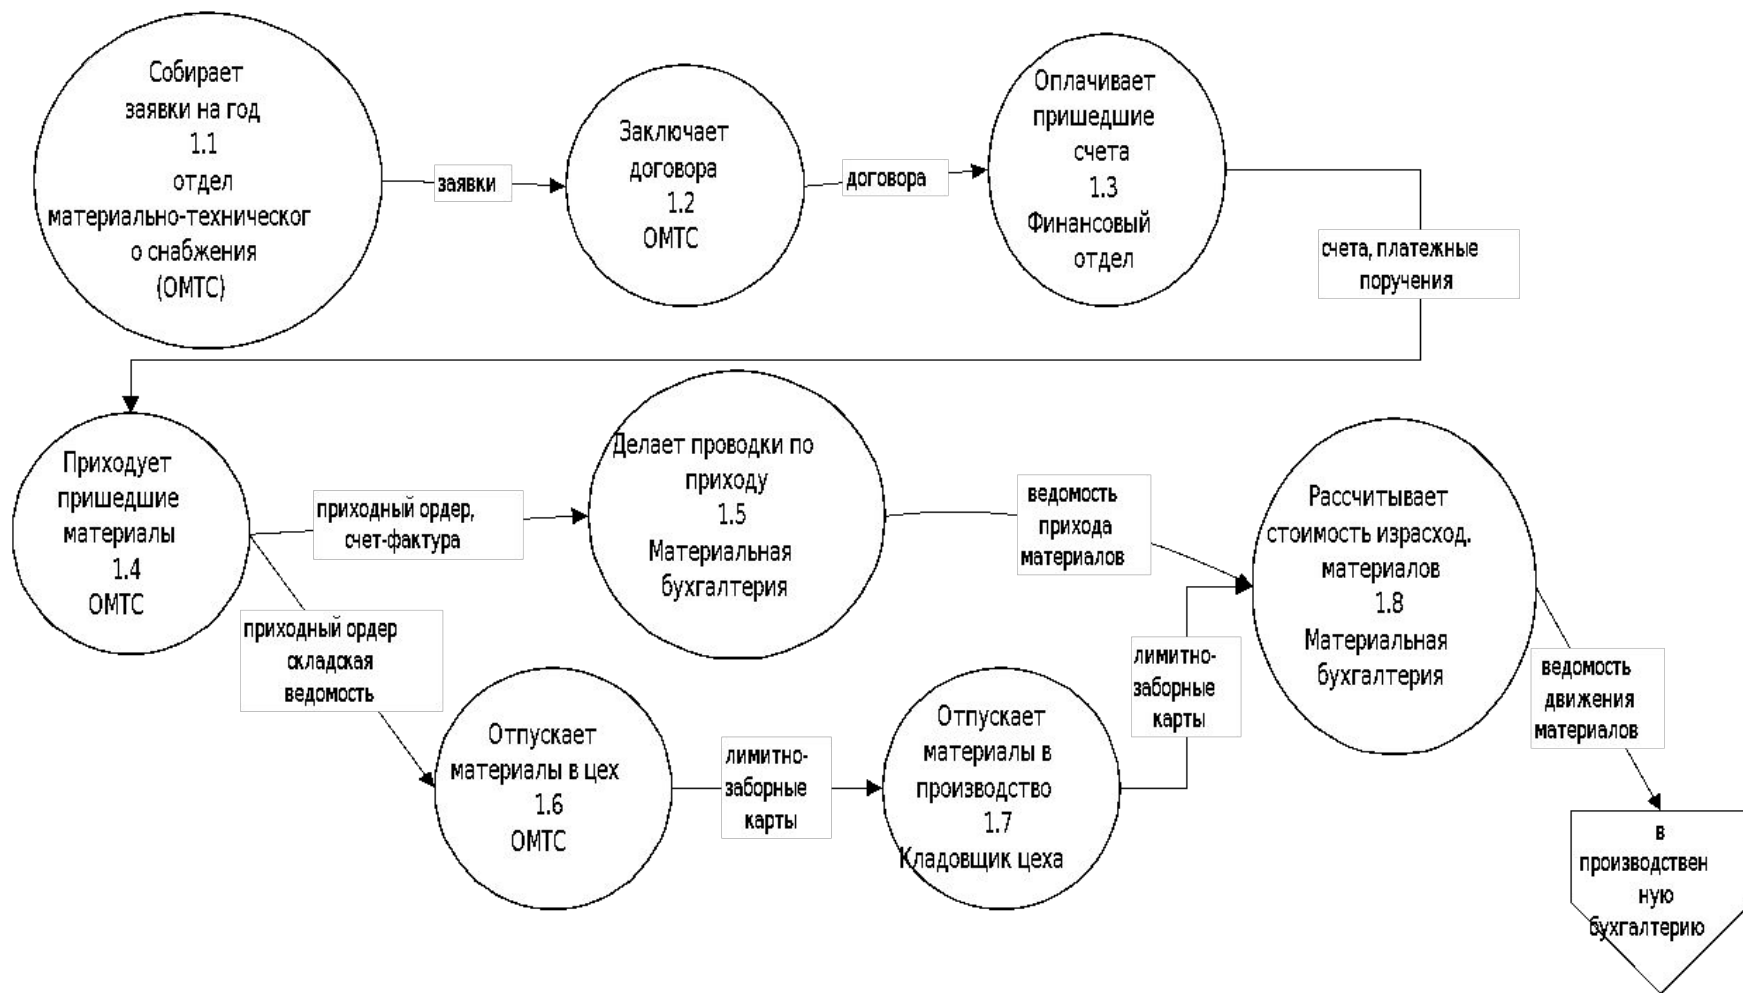 Собирает
заявки на год
1.1
отдел
материально-техническог
о снабжения
(ОМТС)
заявки
Заключает
договора
1.2
ОМТС
договора
Оплачивает
пришедшие
счета
1.3
Финансовый
отдел
счета, платежные
поручения
Приходует
пришедшие
материалы
1.4
ОМТС
приходный ордер,
счет-фактура
Делает проводки по
приходу
1.5
Материальная
бухгалтерия
ведомость
прихода
материалов
приходный ордер
складская
ведомость
Отпускает
материалы в цех
1.6
ОМТС
лимитно-
заборные
карты
Отпускает
материалы в
производство
1.7
Кладовщик цеха
лимитно-
заборные
карты
Рассчитывает
стоимость израсход.
материалов
1.8
Материальная
бухгалтерия
ведомость
движения
материалов
в
производствен
ную
бухгалтерию